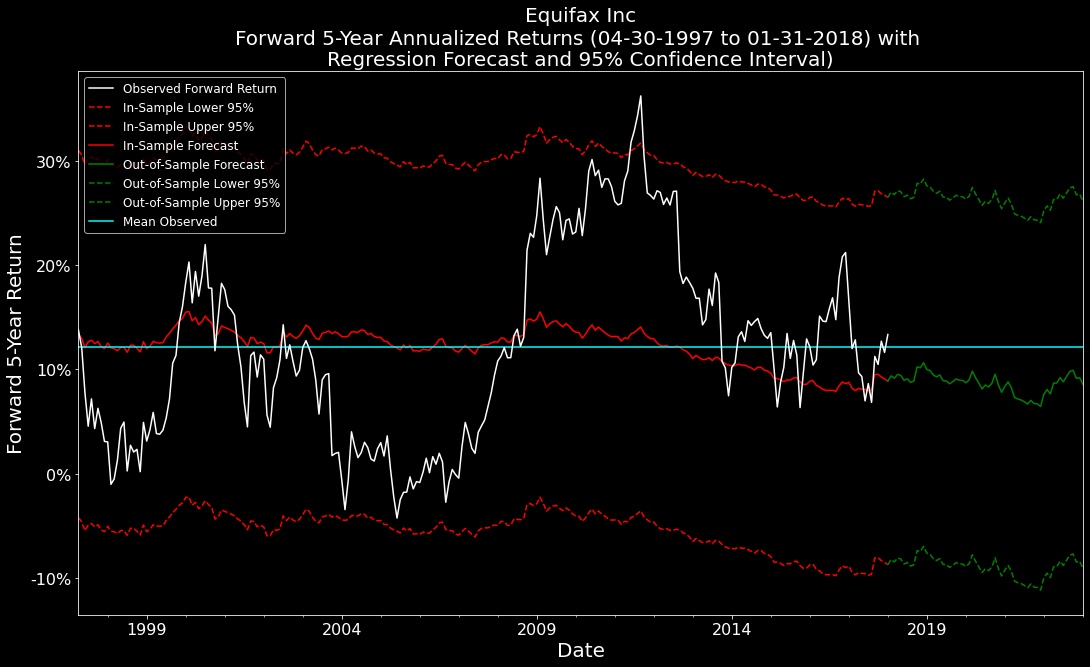 Equifax Inc
Forward 5-Year Annualized Returns (04-30-1997 to 01-31-2018) with
Regression Forecast and 95% Confidence Interval)
Observed Forward Return
In-Sample Lower 95%
In-Sample Upper 95%
In-Sample Forecast
Out-of-Sample Forecast
Out-of-Sample Lower 95%
Out-of-Sample Upper 95%
Mean Observed
Forward 5-Year Return
30%
20%
10%
0%
-10%
1999
2004
2009
2014
2019
Date